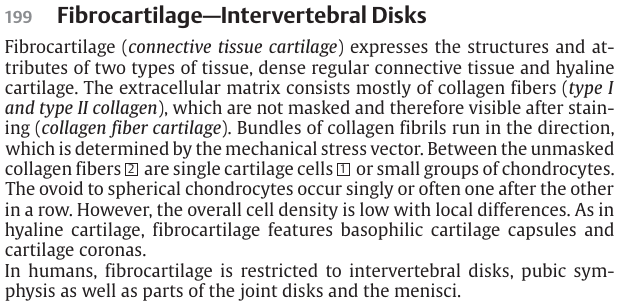 199 Fibrocartilage—Intervertebral Disks
Fibrocartilage (connective tissue cartilage) expresses the structures and at-
tributes of two types of tissue, dense regular connective tissue and hyaline
cartilage. The extracellular matrix consists mostly of collagen fibers (type I
and type II collagen), which are not masked and therefore visible after stain-
ing (collagen fiber cartilage). Bundles of collagen fibrils run in the direction,
which is determined by the mechanical stress vector. Between the unmasked
collagen fibers 2 are single cartilage cells 1 or small groups of chondrocytes.
The ovoid to spherical chondrocytes occur singly or often one after the other
in a row. However, the overall cell density is low with local differences. As in
hyaline cartilage, fibrocartilage features basophilic cartilage capsules and
cartilage coronas.
In humans, fibrocartilage is restricted to intervertebral disks, pubic sym-
physis as well as parts of the joint disks and the menisci.